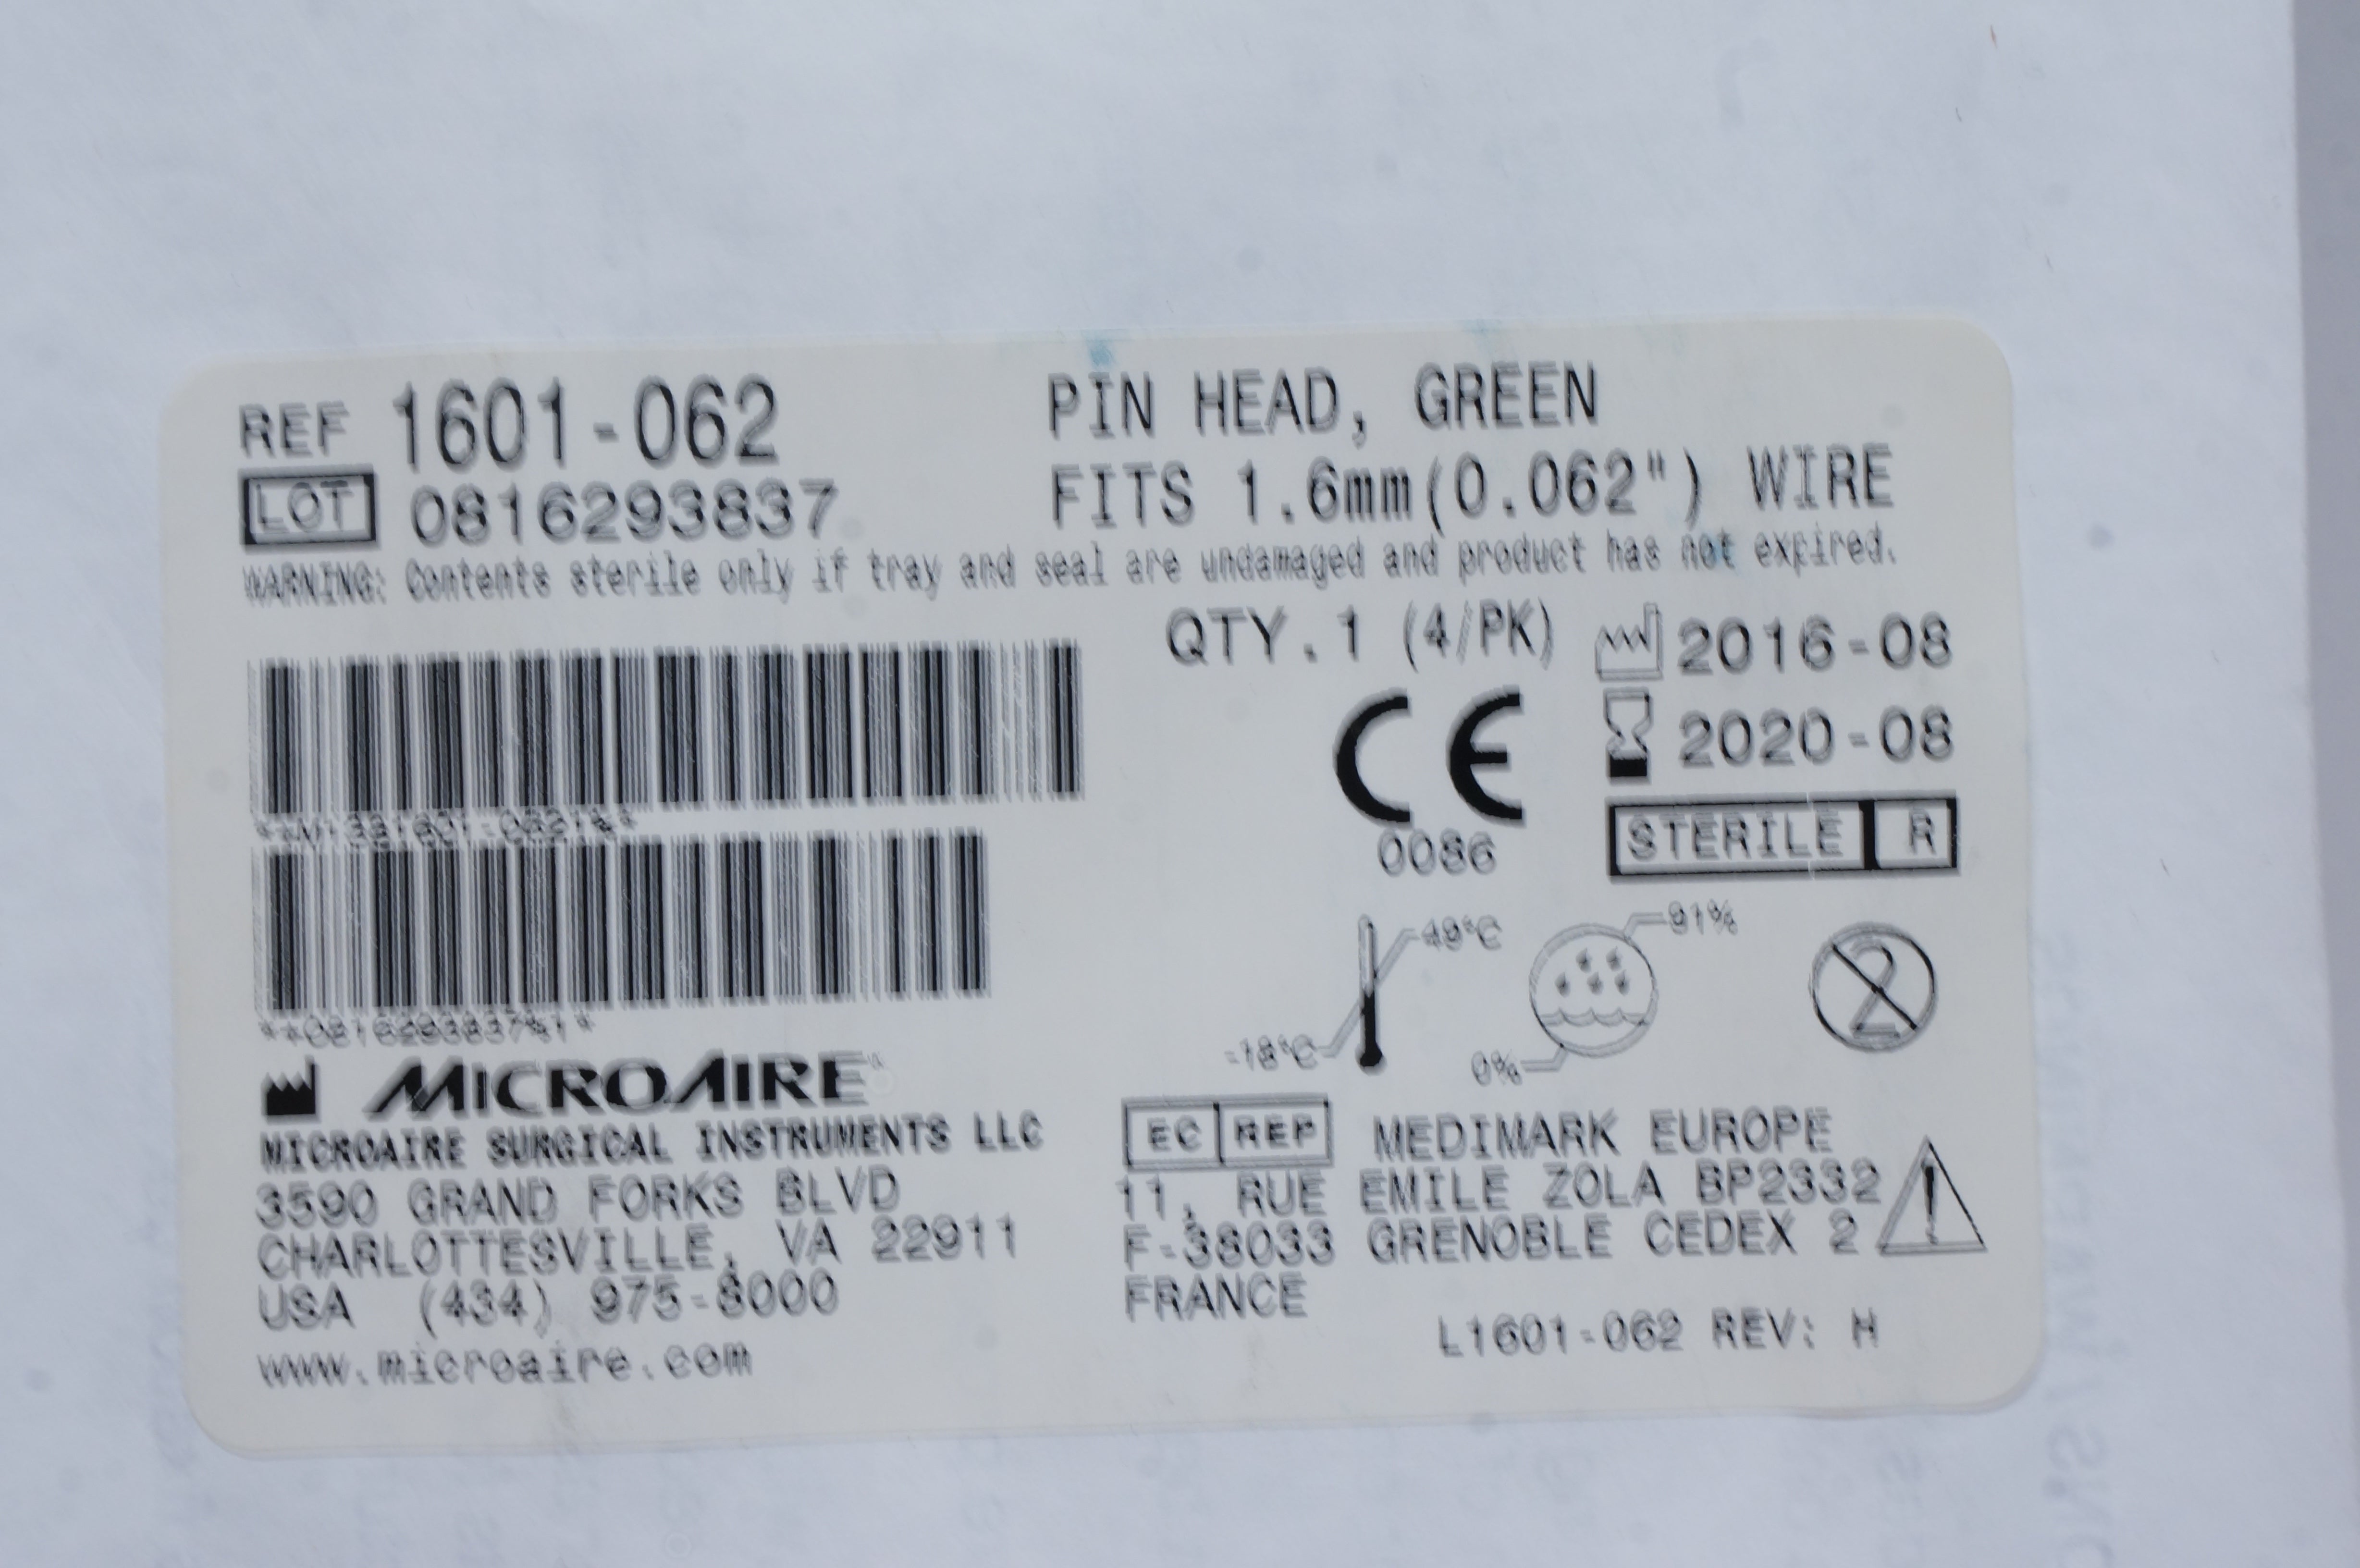 REF 1601-062
LOT 0816293837
PIN HEAD, GREEN
FITS 1.6mm(0.062") WIRE
WARNING: Contents sterile only if tray and seal are undamaged and product has not expired.
QTY.1 (4/PK)
2016-08
2020-08
CE
0086
STERILE R
49°C
-18°C
91%
0%
2
**0816293837%1*
MICROAIRE
MICROAIRE SURGICAL INSTRUMENTS LLC
3590 GRAND FORKS BLVD
CHARLOTTESVILLE, VA 22911
USA (434) 975-8000
www.microaire.com
EC REP MEDIMARK EUROPE
11, RUE EMILE ZOLA BP2332
F-38033 GRENOBLE CEDEX 2
FRANCE
!
L1601-062 REV: H